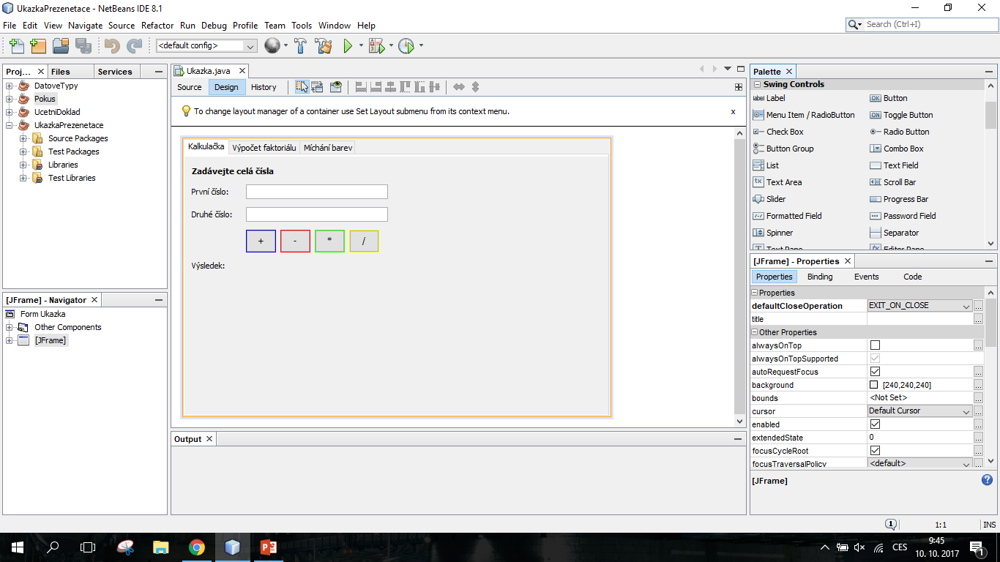 UkazkaPrezenetace - NetBeans IDE 8.1
File Edit View Navigate Source Refactor Run Debug Profile Team Tools Window Help
Search (Ctrl+I)
<default config>
Proj... Files Services
DatoveTypy
Pokus
UcetniDoklad
UkazkaPrezenetace
Source Packages
Test Packages
Libraries
Test Libraries
[JFrame] - Navigator
Form Ukazka
Other Components
[JFrame]
Ukazka.java
Source Design History
To change layout manager of a container use Set Layout submenu from its context menu. x
Kalkulačka Výpočet faktoriálu Míchání barev
Zadávejte celá čísla
První číslo:
Druhé číslo:
+ - * /
Výsledek:
Output
Palette
Swing Controls
Label Button
Menu Item / RadioButton Toggle Button
Check Box Radio Button
Button Group Combo Box
List Text Field
Text Area Scroll Bar
Slider Progress Bar
Formatted Field Password Field
Spinner Separator
Text Pane Editor Pane
[JFrame] - Properties
Properties Binding Events Code
Properties
defaultCloseOperation EXIT_ON_CLOSE ...
title ...
Other Properties
alwaysOnTop ...
alwaysOnTopSupported
autoRequestFocus ...
background [240,240,240] ...
bounds <Not Set> ...
cursor Default Cursor ...
enabled ...
extendedState 0 ...
focusCycleRoot ...
focusTraversalPolicy <default> ...
[JFrame]
1 1:1 INS
CES
9:45
10. 10. 2017
1